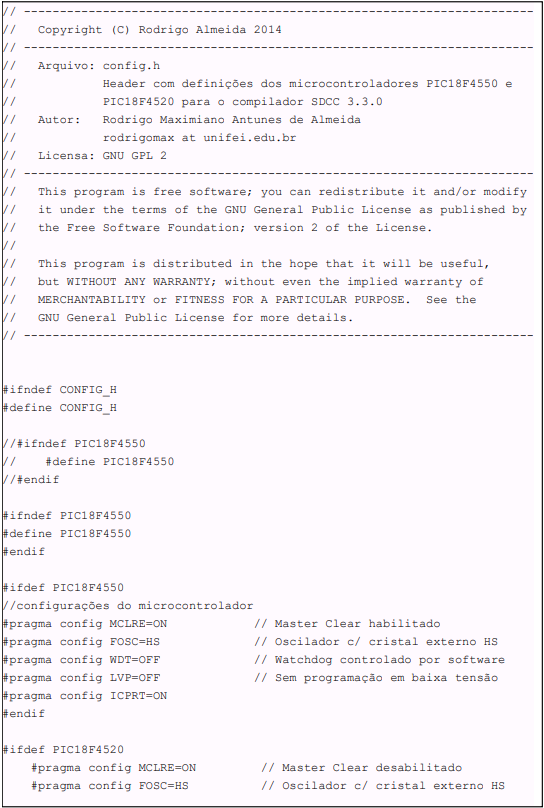 // ----------------------------------------------------------------------
//   Copyright (C) Rodrigo Almeida 2014
// ----------------------------------------------------------------------
//   Arquivo: config.h
//            Header com definições dos microcontroladores PIC18F4550 e
//            PIC18F4520 para o compilador SDCC 3.3.0
//   Autor:   Rodrigo Maximiano Antunes de Almeida
//            rodrigomax at unifei.edu.br
//   Licensa: GNU GPL 2
// ----------------------------------------------------------------------
//   This program is free software; you can redistribute it and/or modify
//   it under the terms of the GNU General Public License as published by
//   the Free Software Foundation; version 2 of the License.
//
//   This program is distributed in the hope that it will be useful,
//   but WITHOUT ANY WARRANTY; without even the implied warranty of
//   MERCHANTABILITY or FITNESS FOR A PARTICULAR PURPOSE.  See the
//   GNU General Public License for more details.
// ----------------------------------------------------------------------
#ifndef CONFIG_H
#define CONFIG_H
//#ifndef PIC18F4550
//    #define PIC18F4550
//#endif
#ifndef PIC18F4550
#define PIC18F4550
#endif
#ifdef PIC18F4550
//configurações do microcontrolador
#pragma config MCLRE=ON            // Master Clear habilitado
#pragma config FOSC=HS             // Oscilador c/ cristal externo HS
#pragma config WDT=OFF             // Watchdog controlado por software
#pragma config LVP=OFF             // Sem programação em baixa tensão
#pragma config ICPRT=ON
#endif
#ifdef PIC18F4520
    #pragma config MCLRE=ON         // Master Clear desabilitado
    #pragma config FOSC=HS          // Oscilador c/ cristal externo HS